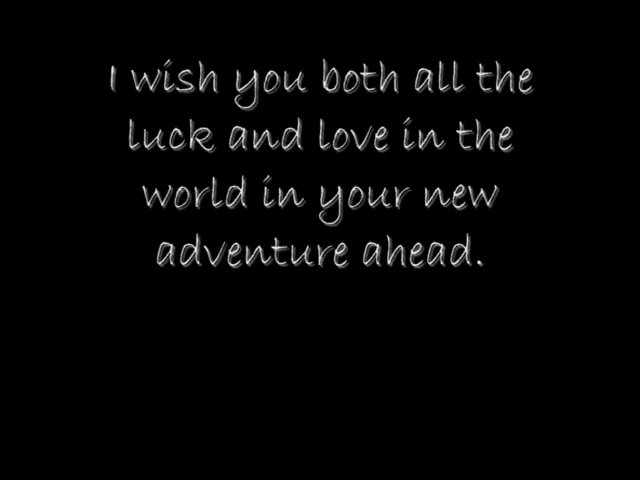 I wish you both all the
luck and love in the
world in your new
adventure ahead.